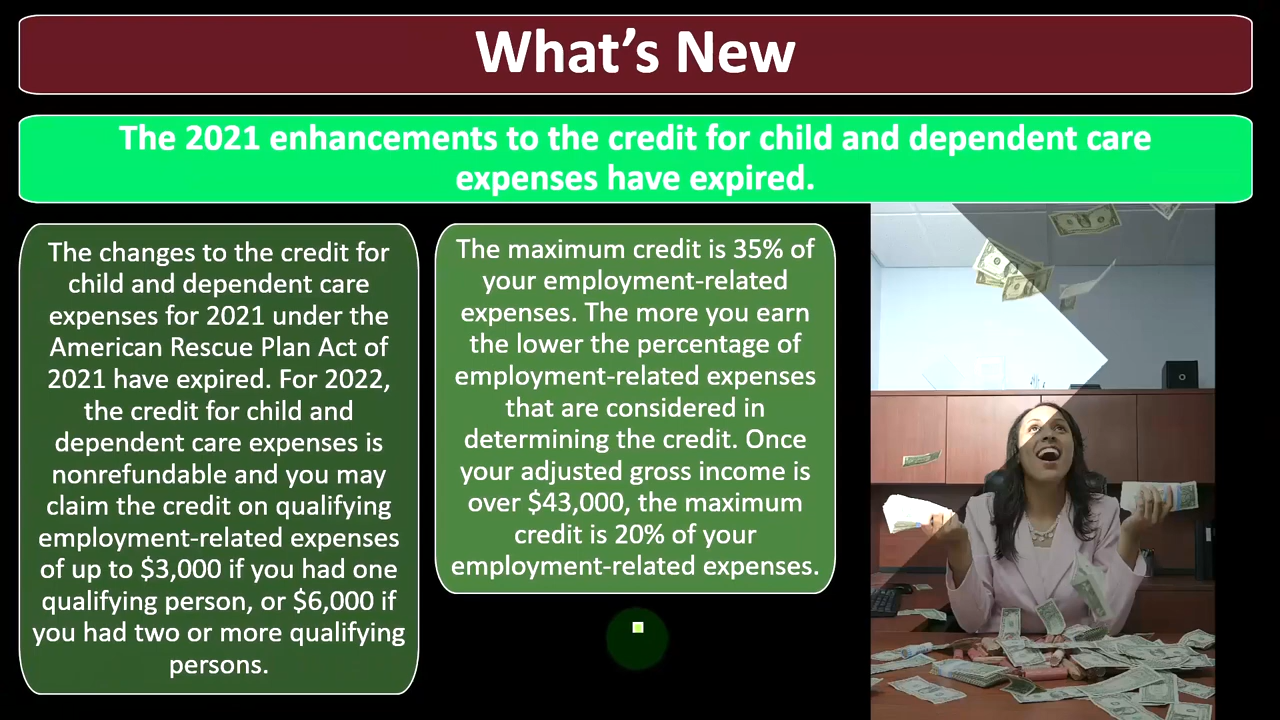 What’s New
The 2021 enhancements to the credit for child and dependent care
expenses have expired.
The changes to the credit for
child and dependent care
expenses for 2021 under the
American Rescue Plan Act of
2021 have expired. For 2022,
the credit for child and
dependent care expenses is
nonrefundable and you may
claim the credit on qualifying
employment-related expenses
of up to $3,000 if you had one
qualifying person, or $6,000 if
you had two or more qualifying
persons.
The maximum credit is 35% of
your employment-related
expenses. The more you earn
the lower the percentage of
employment-related expenses
that are considered in
determining the credit. Once
your adjusted gross income is
over $43,000, the maximum
credit is 20% of your
employment-related expenses.